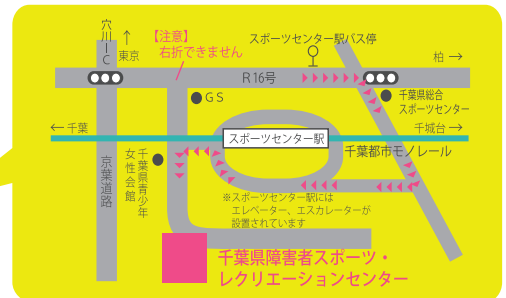 穴川IC
↑
東京
【注意】
右折できません
スポーツセンター駅バス停
柏→
R16号
GS
千葉県総合
スポーツセンター
←千葉
スポーツセンター駅
千城台→
千葉都市モノレール
京葉道路
千葉県青少年
女性会館
※スポーツセンター駅には
エレベーター、エスカレーターが
設置されています
千葉県障害者スポーツ・
レクリエーションセンター